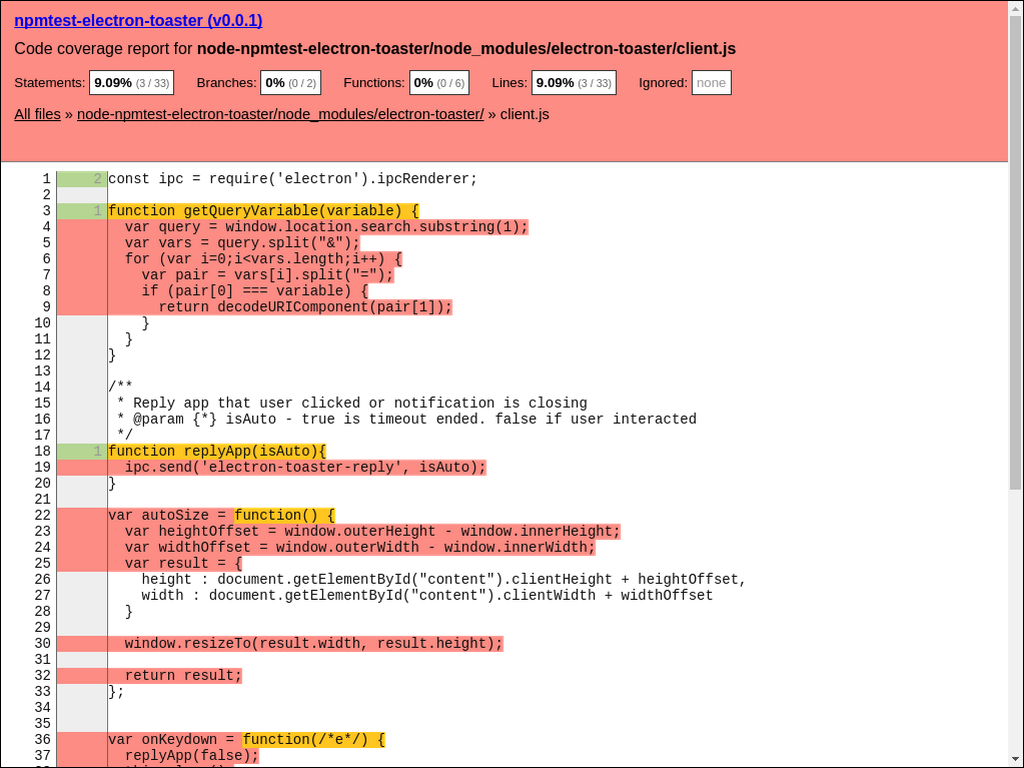 npmtest-electron-toaster (v0.0.1)
Code coverage report for node-npmtest-electron-toaster/node_modules/electron-toaster/client.js
Statements: 9.09% (3 / 33) Branches: 0% (0 / 2) Functions: 0% (0 / 6) Lines: 9.09% (3 / 33) Ignored: none
All files » node-npmtest-electron-toaster/node_modules/electron-toaster/ » client.js
1 2 const ipc = require('electron').ipcRenderer;
2
3 1 function getQueryVariable(variable) {
4   var query = window.location.search.substring(1);
5   var vars = query.split("&");
6   for (var i=0;i<vars.length;i++) {
7     var pair = vars[i].split("=");
8     if (pair[0] === variable) {
9       return decodeURIComponent(pair[1]);
10     }
11   }
12 }
13
14 /**
15  * Reply app that user clicked or notification is closing
16  * @param {*} isAuto - true is timeout ended. false if user interacted
17  */
18 1 function replyApp(isAuto){
19   ipc.send('electron-toaster-reply', isAuto);
20 }
21
22 var autoSize = function() {
23   var heightOffset = window.outerHeight - window.innerHeight;
24   var widthOffset = window.outerWidth - window.innerWidth;
25   var result = {
26     height : document.getElementById("content").clientHeight + heightOffset,
27     width : document.getElementById("content").clientWidth + widthOffset
28   }
29
30   window.resizeTo(result.width, result.height);
31
32   return result;
33 };
34
35
36 var onKeydown = function(/*e*/) {
37   replyApp(false);